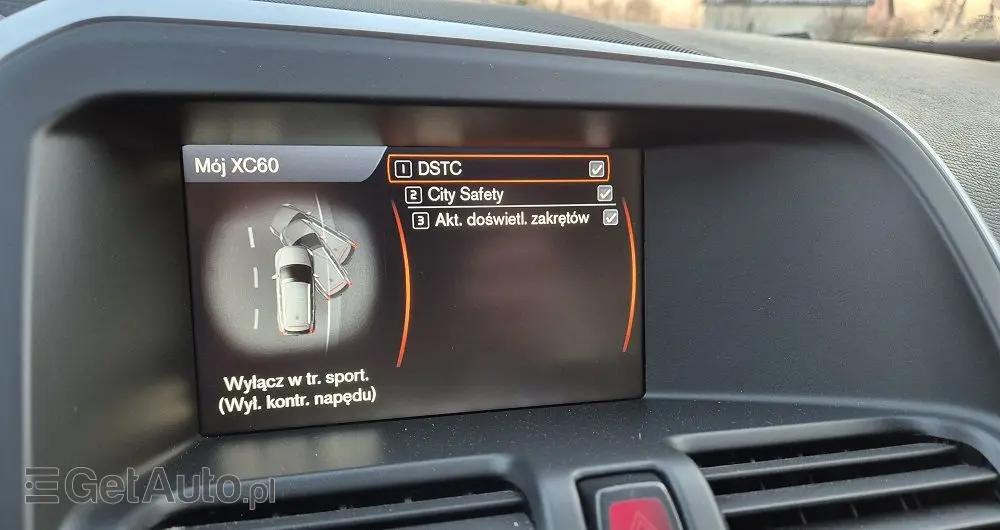 Mój XC60
1 DSTC
2 City Safety
3 Akt. doświetl. zakrętów
Wyłącz w tr. sport.
(Wył. kontr. napędu)
GetAuto.pl